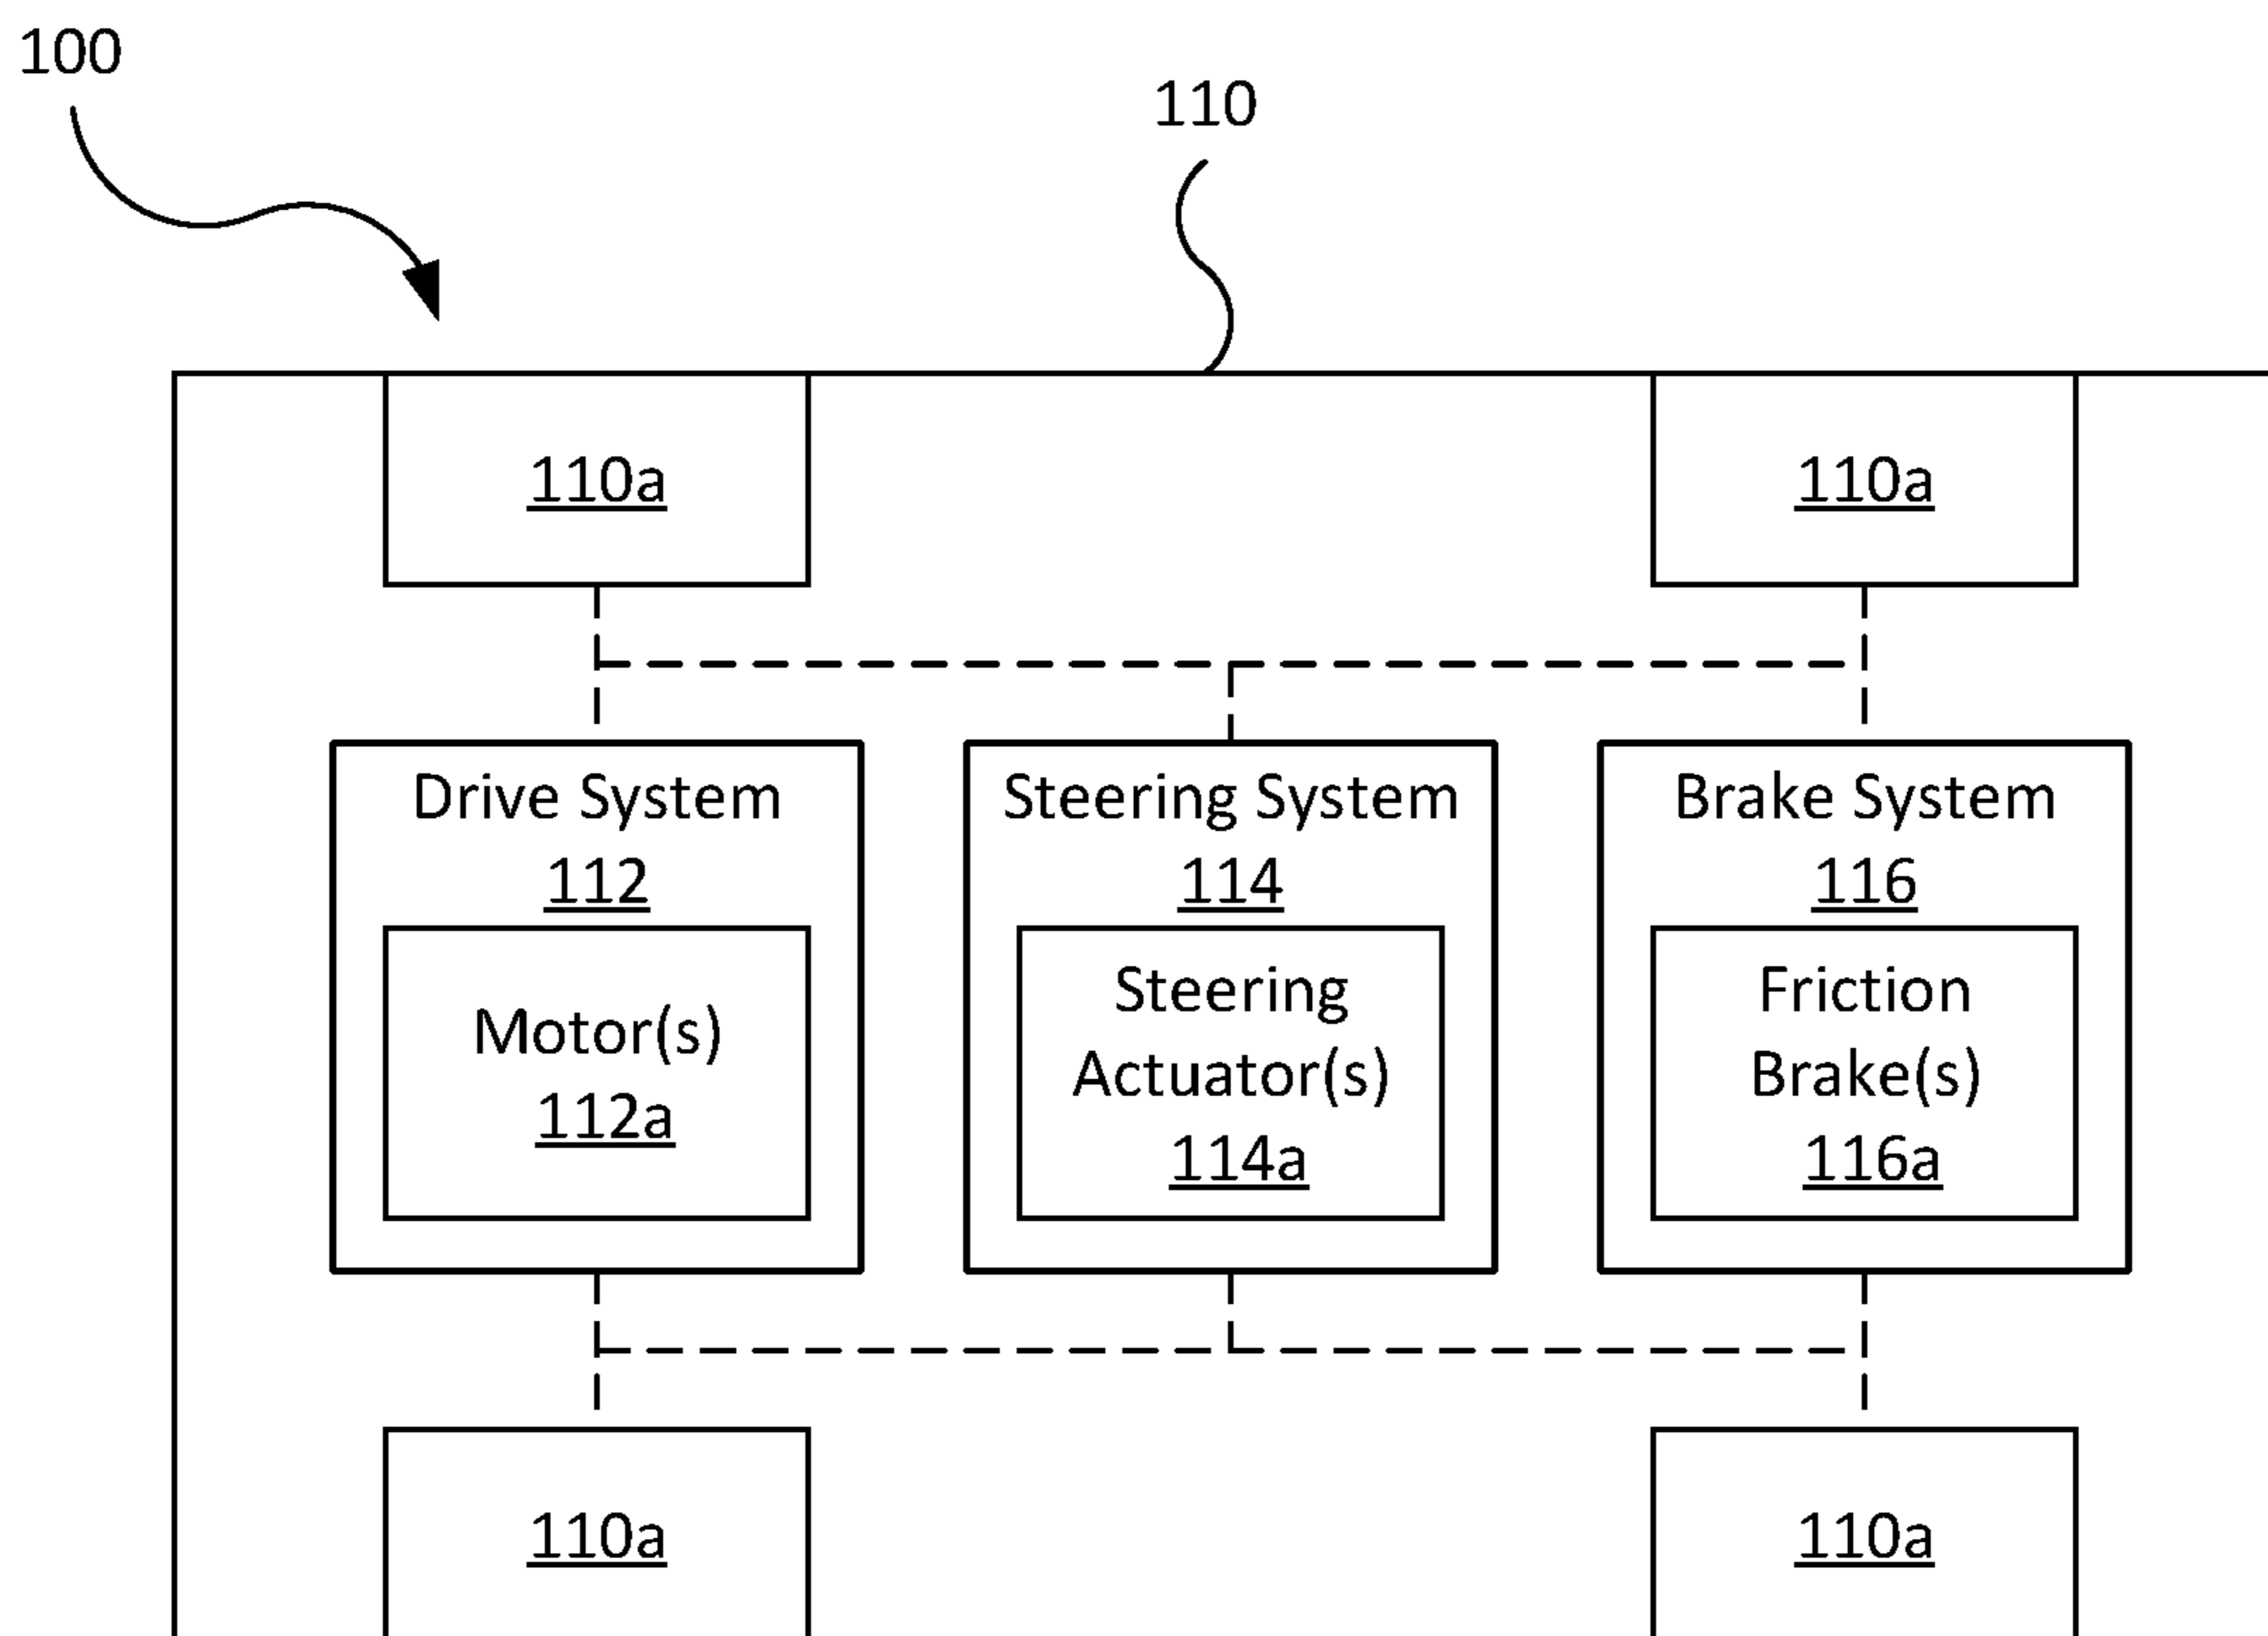 100
110
110a
110a
Drive System
112
Motor(s)
112a
Steering System
114
Steering
Actuator(s)
114a
Brake System
116
Friction
Brake(s)
116a
110a
110a